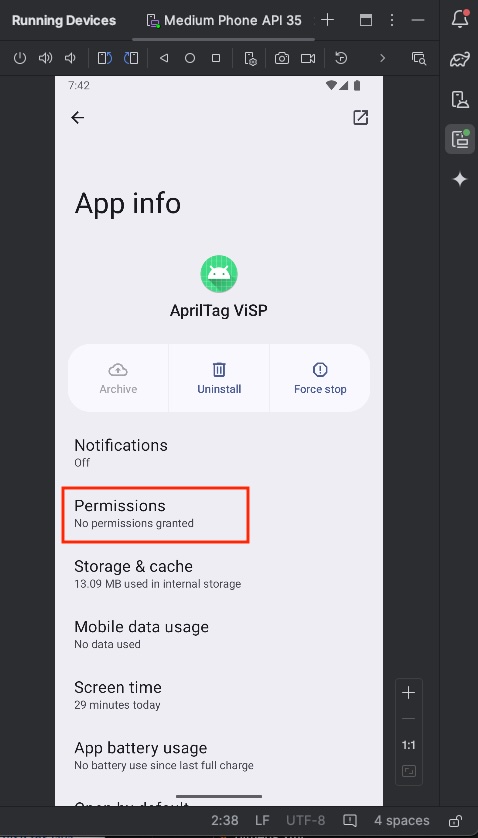 Running Devices Medium Phone API 35
7:42
App info
AprilTag ViSP
Archive Uninstall Force stop
Notifications
Off
Permissions
No permissions granted
Storage & cache
13.09 MB used in internal storage
Mobile data usage
No data used
Screen time
29 minutes today
App battery usage
No battery use since last full charge
1:1
Open by default
2:38 LF UTF-8 4 spaces